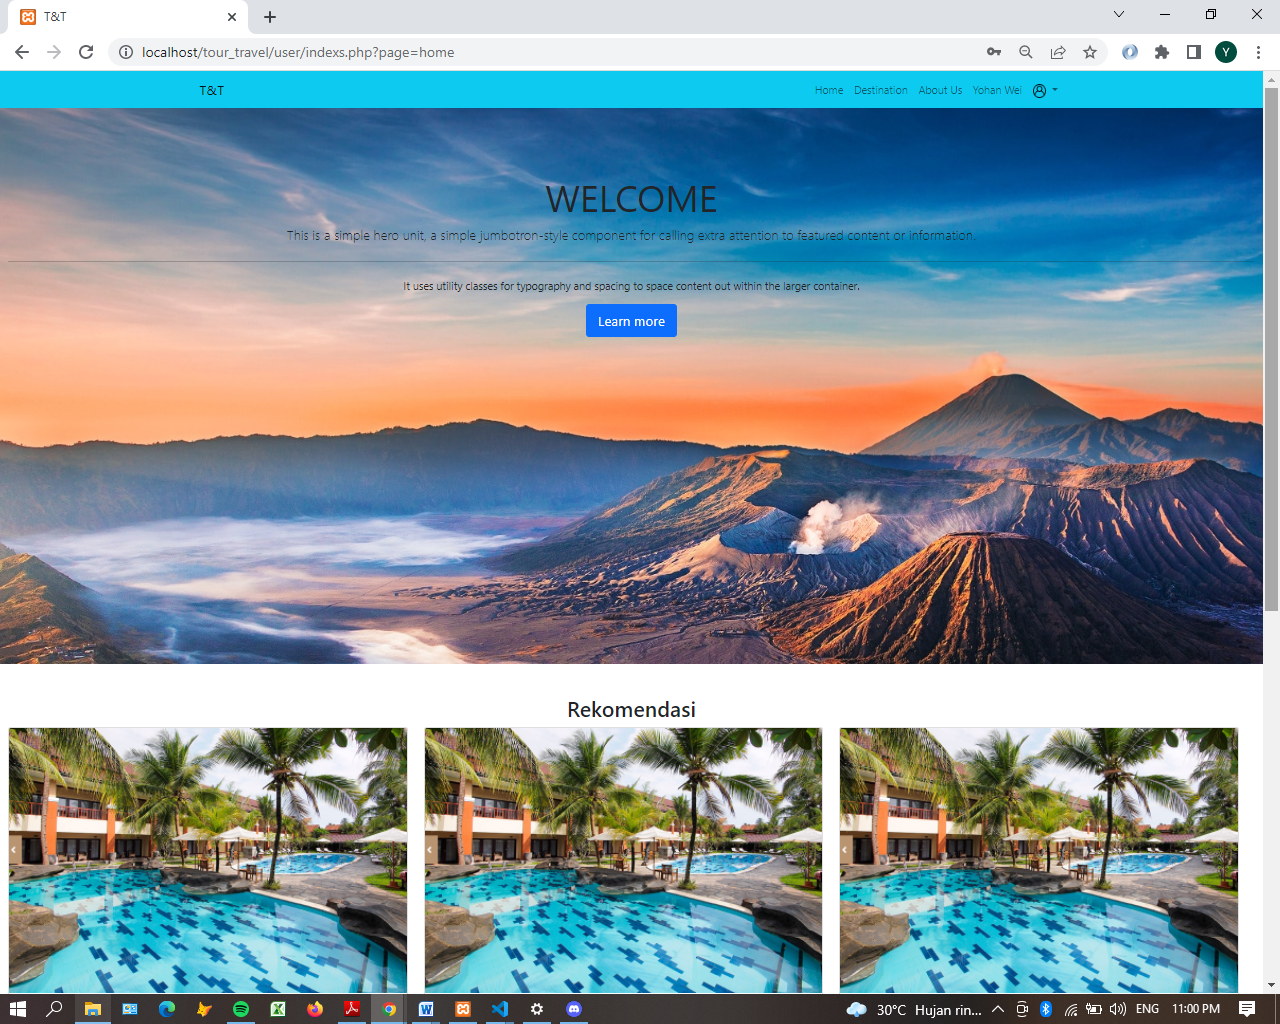 T&T
localhost/tour_travel/user/indexs.php?page=home
Y
T&T
Home Destination About Us Yohan Wei
WELCOME
This is a simple hero unit, a simple jumbotron-style component for calling extra attention to featured content or information.
It uses utility classes for typography and spacing to space content out within the larger container.
Learn more
Rekomendasi
30°C Hujan rin... ENG 11:00 PM